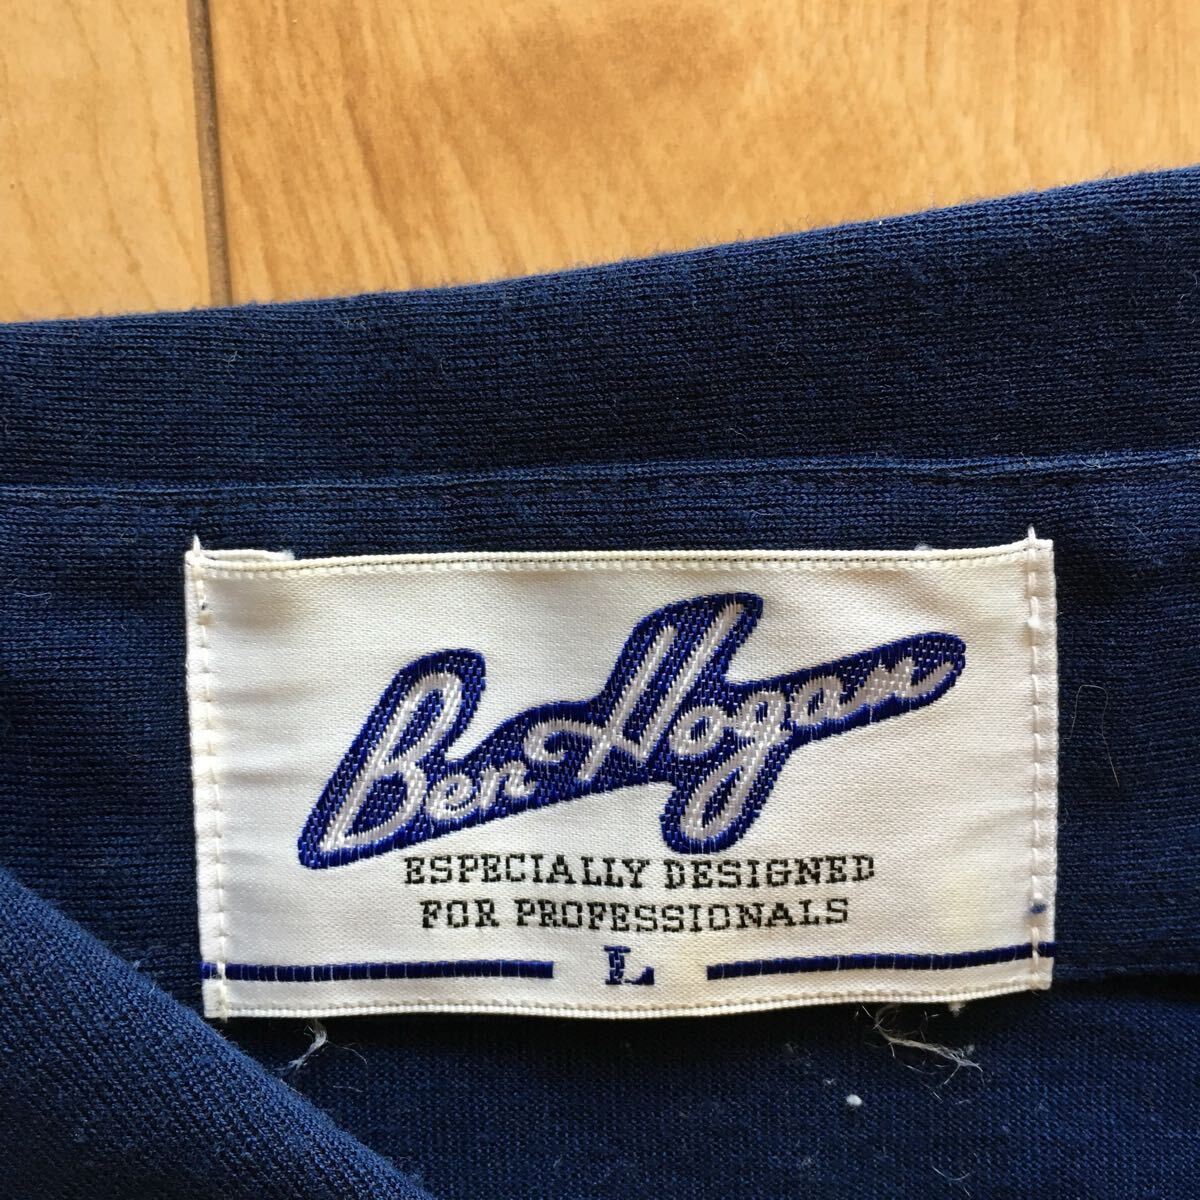 Ben Hogan
ESPECIALLY DESIGNED
FOR PROFESSIONALS
L